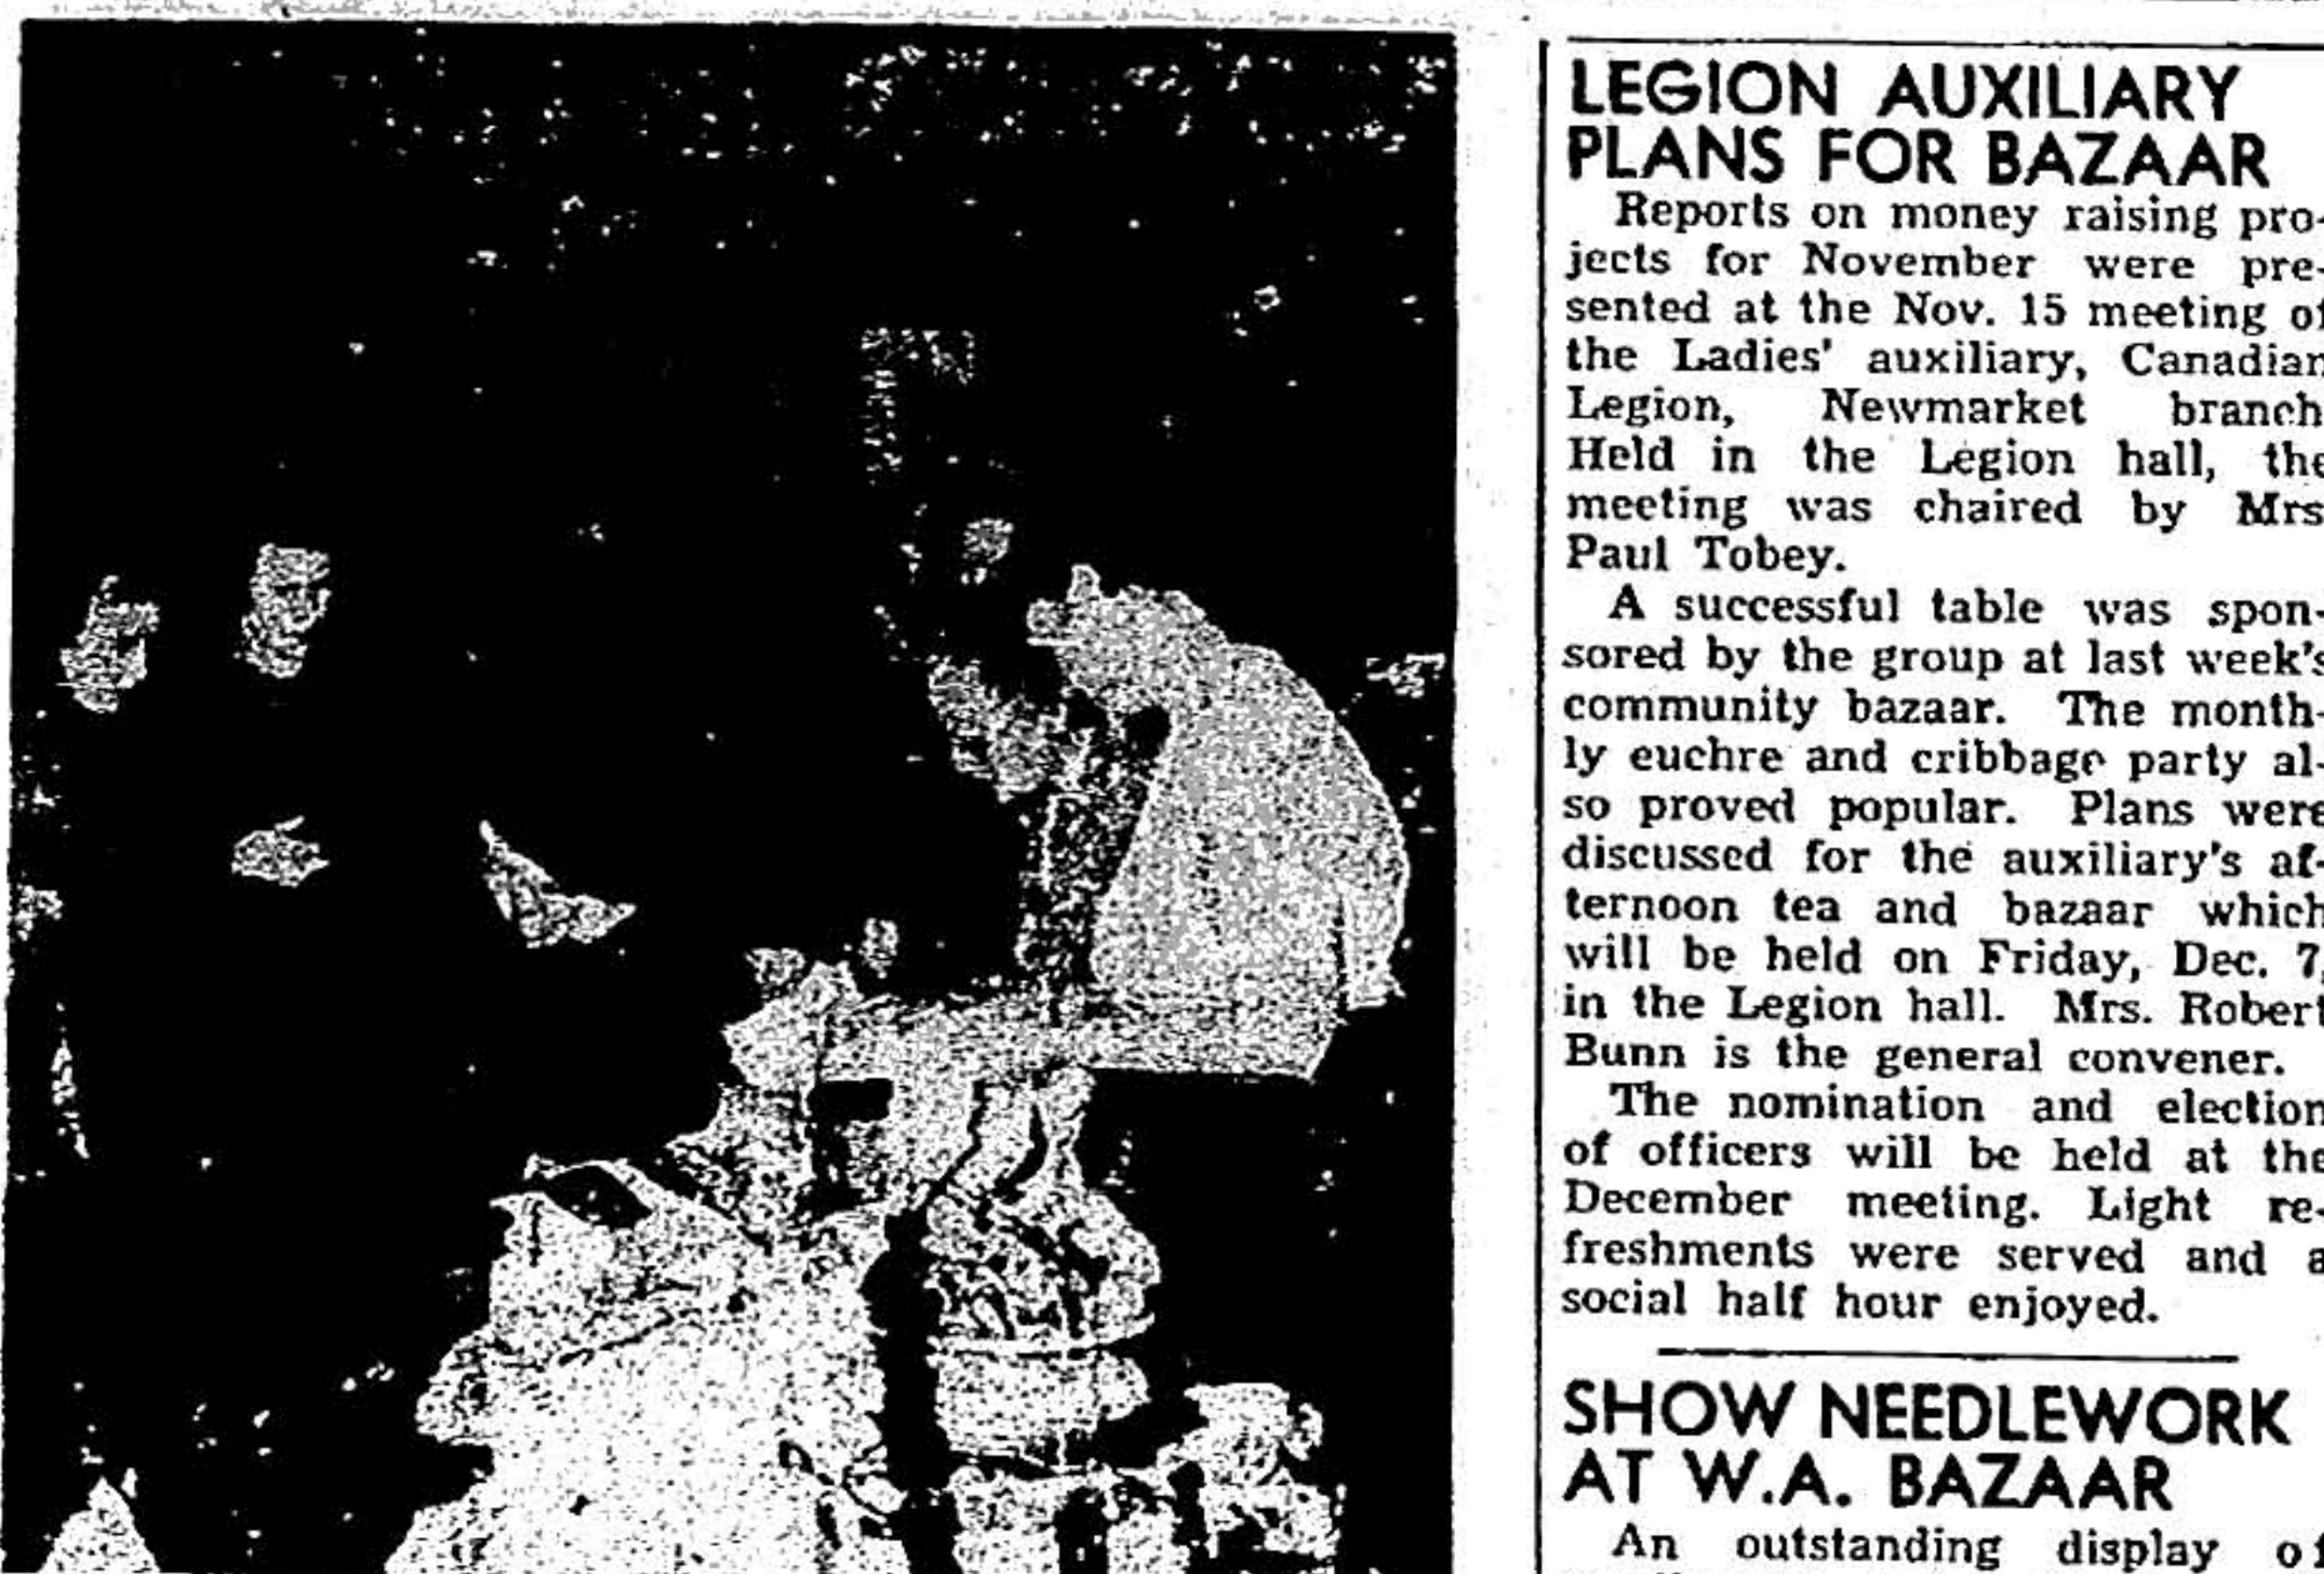 LEGION AUXILIARY
PLANS FOR BAZAAR
Reports on money raising pro-
jects for November were pre-
sented at the Nov. 15 meeting of
the Ladies' auxiliary, Canadian
Legion, Newmarket branch
Held in the Legion hall, the
meeting was chaired by Mrs
Paul Tobey.
A successful table was spon-
sored by the group at last week's
community bazaar. The month-
ly euchre and cribbage party al-
so proved popular. Plans were
discussed for the auxiliary's af-
ternoon tea and bazaar which
will be held on Friday, Dec. 7,
in the Legion hall. Mrs. Robert
Bunn is the general convener.
The nomination and election
of officers will be held at the
December meeting. Light re-
freshments were served and a
social half hour enjoyed.
SHOW NEEDLEWORK
AT W.A. BAZAAR
An outstanding display of